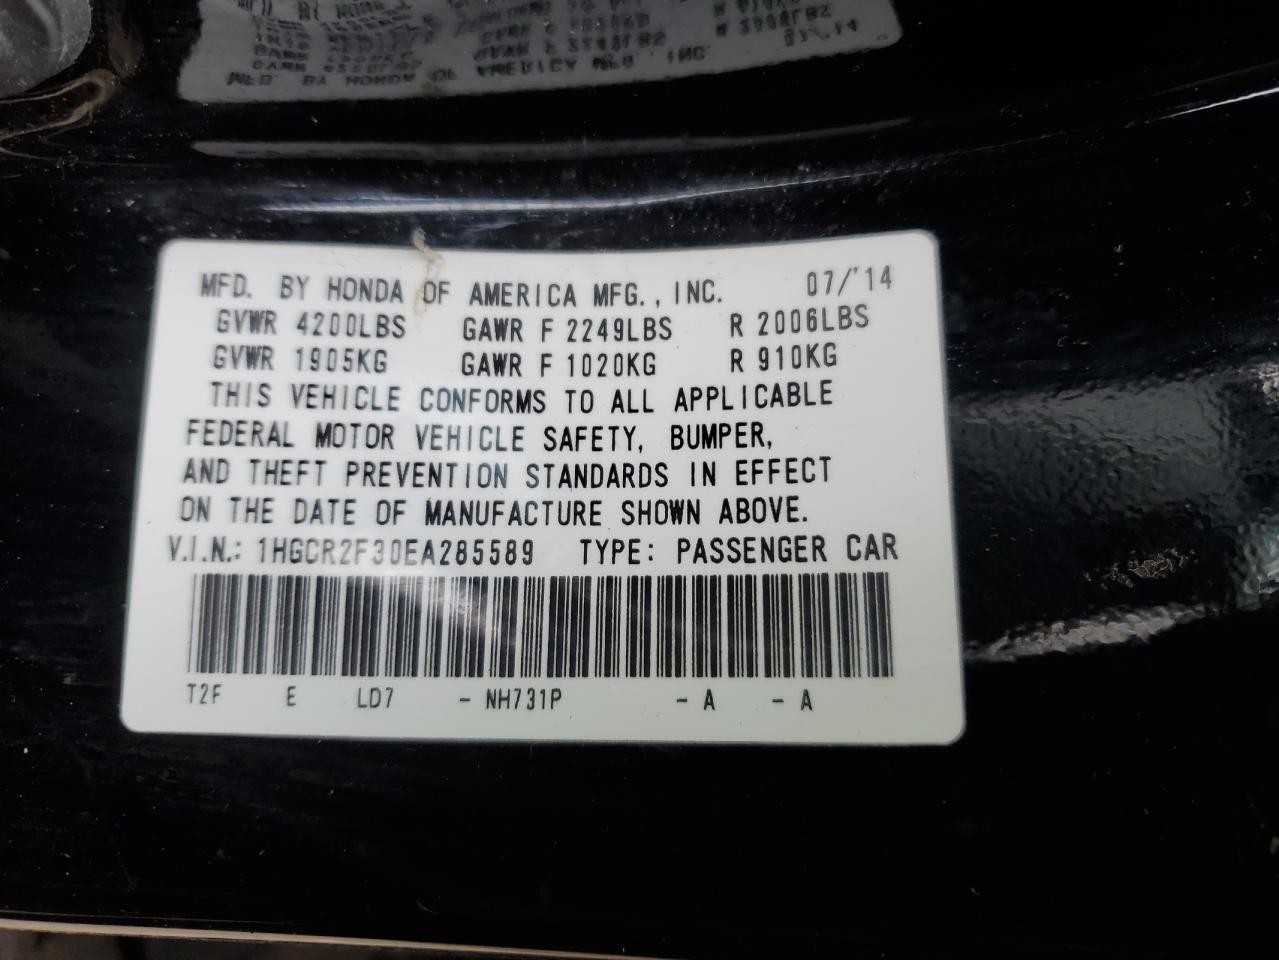 MFD. BY HONDA OF AMERICA MFG., INC. 07/'14
GVWR 4200LBS GAWR F 2249LBS R 2006LBS
GVWR 1905KG GAWR F 1020KG R 910KG
THIS VEHICLE CONFORMS TO ALL APPLICABLE
FEDERAL MOTOR VEHICLE SAFETY, BUMPER,
AND THEFT PREVENTION STANDARDS IN EFFECT
ON THE DATE OF MANUFACTURE SHOWN ABOVE.
V.I.N.: 1HGCR2F30EA285589 TYPE: PASSENGER CAR
T2F E LD7 - NH731P - A - A